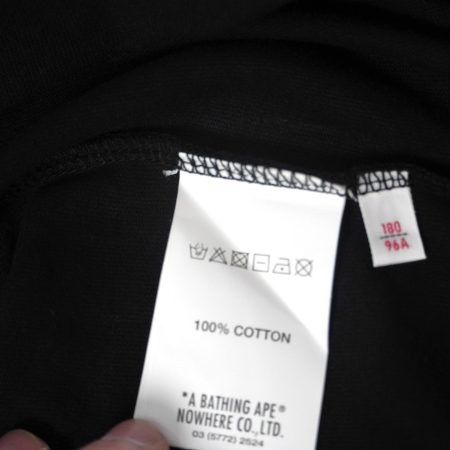 100% COTTON
*A BATHING APE®
NOWHERE CO., LTD.
03 (5772) 2524
180
96A